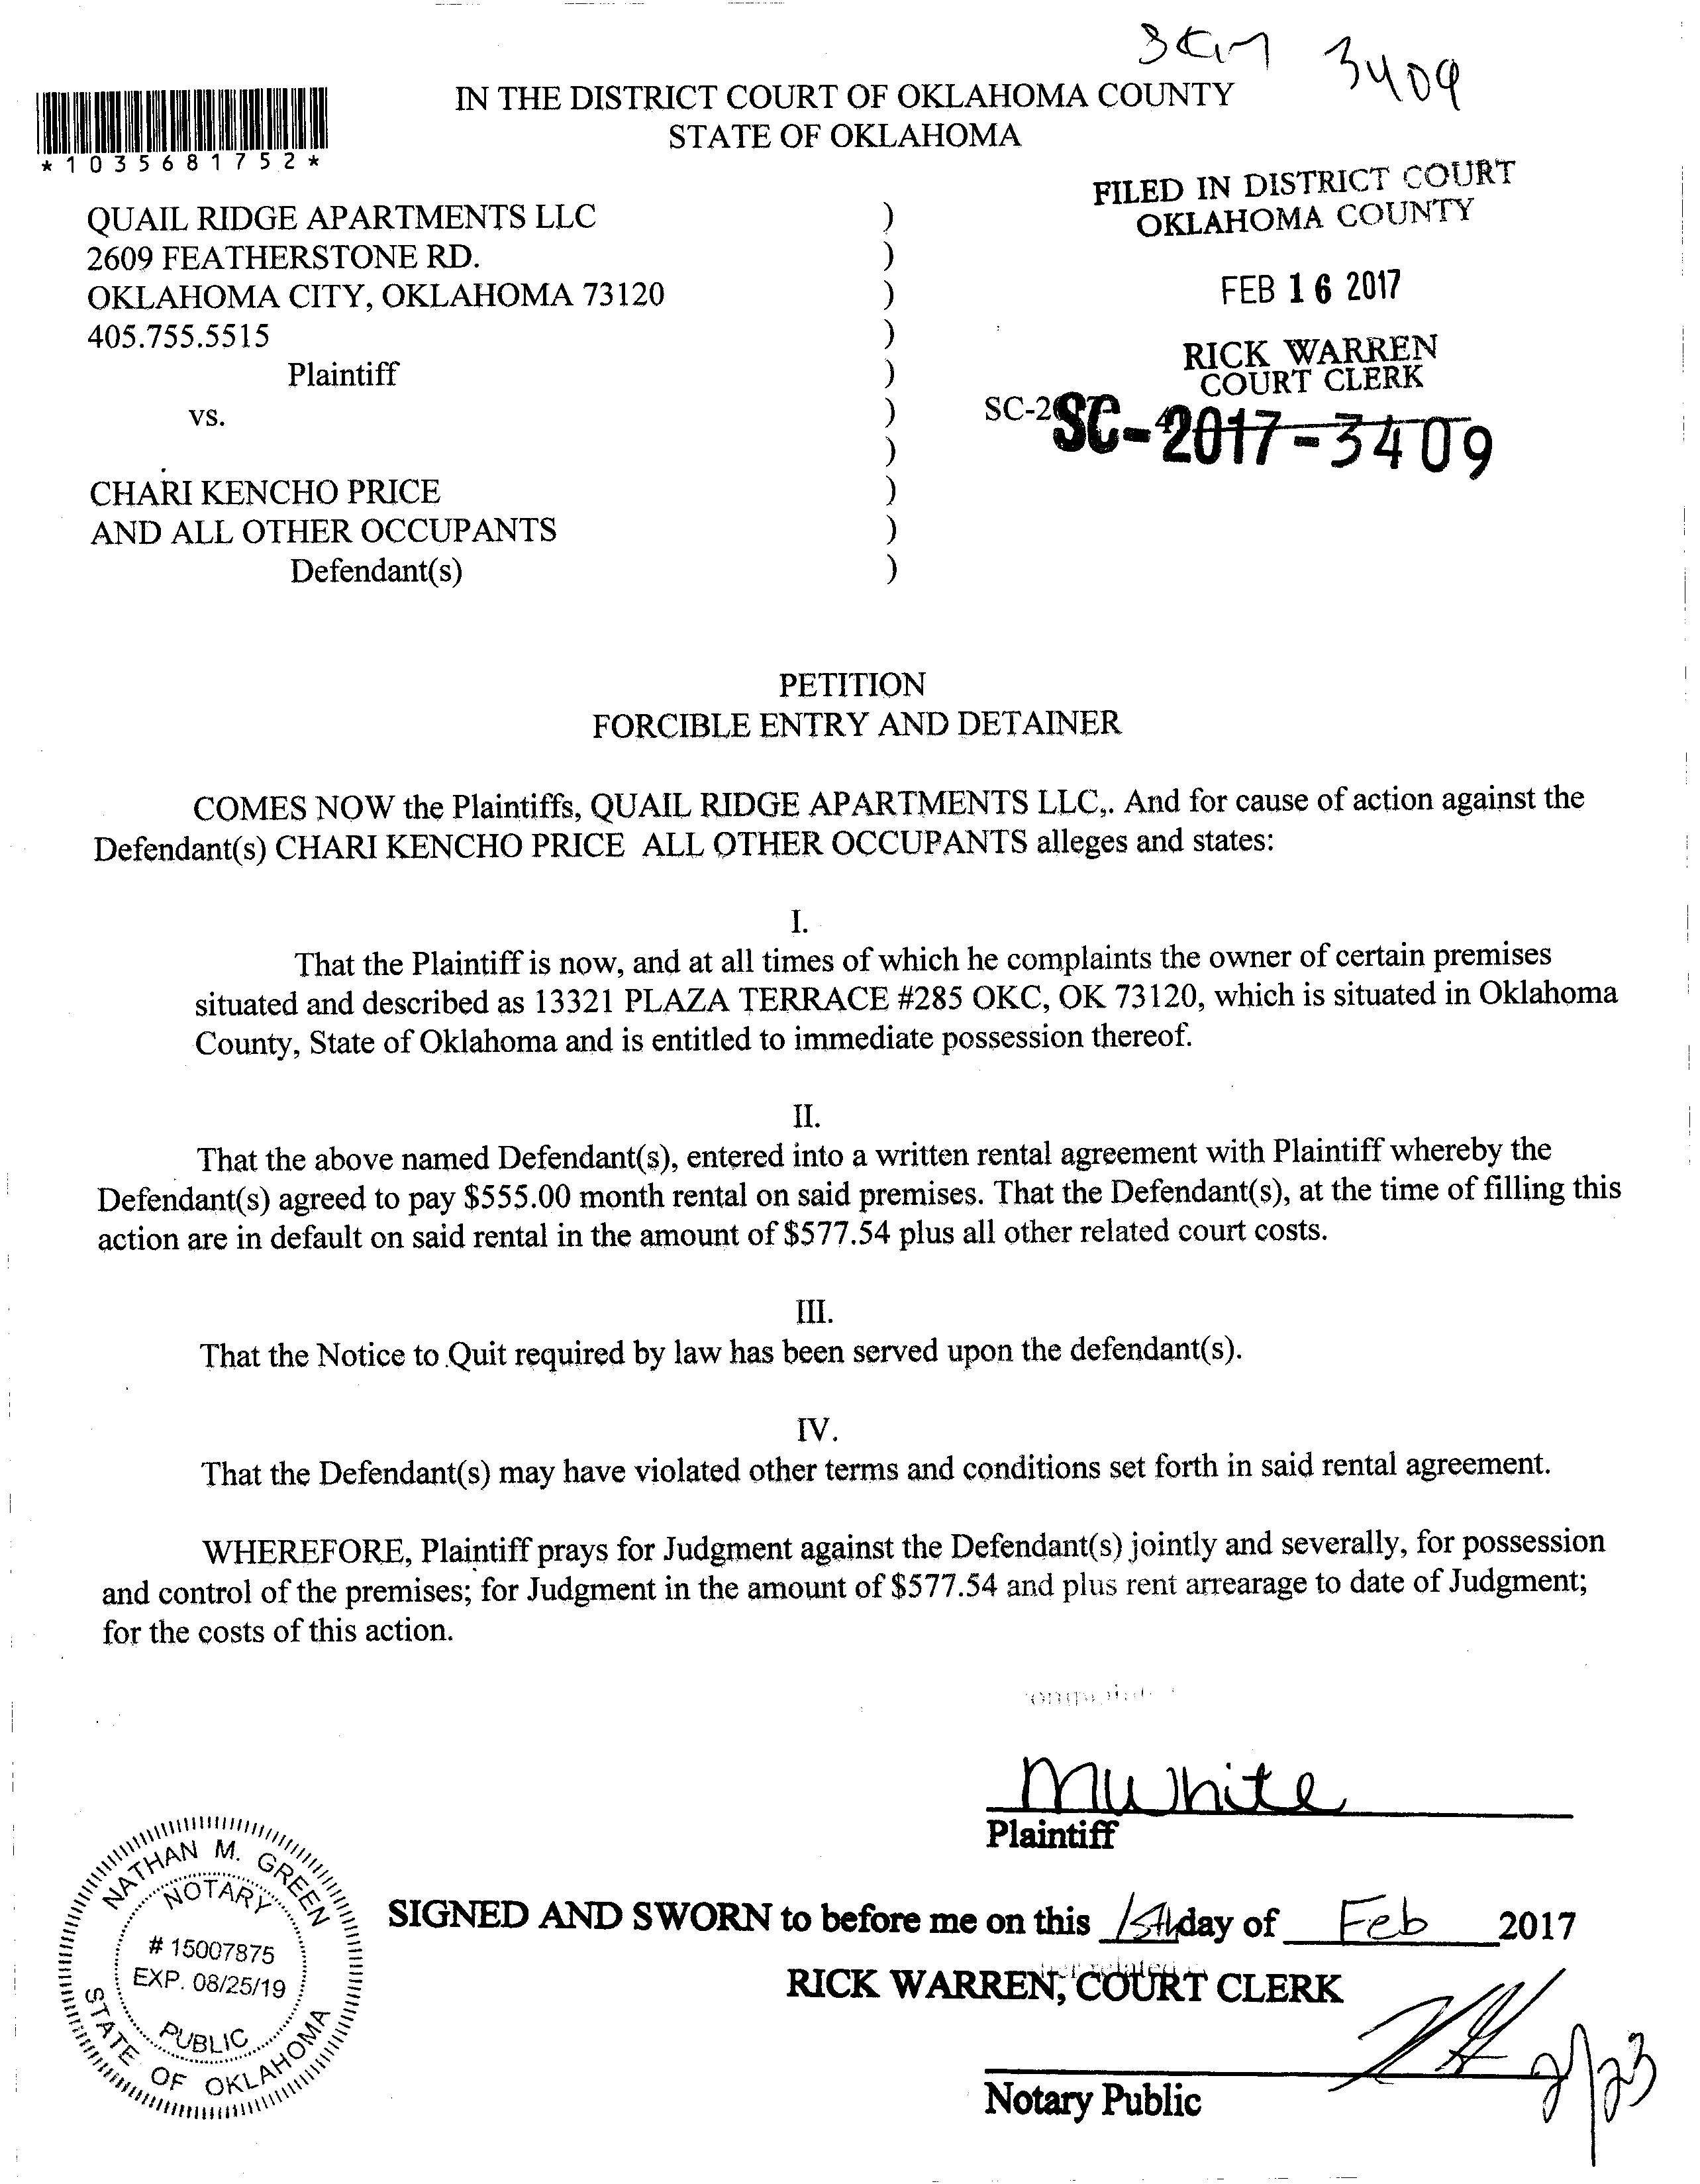 3409
IN THE DISTRICT COURT OF OKLAHOMA COUNTY
STATE OF OKLAHOMA
*1035681752*
FILED IN DISTRICT COURT
OKLAHOMA COUNTY
FEB 16 2017
RICK WARREN
COURT CLERK
SC-2
SC-2017-3409
QUAIL RIDGE APARTMENTS LLC )
2609 FEATHERSTONE RD. )
OKLAHOMA CITY, OKLAHOMA 73120 )
405.755.5515 )
Plaintiff )
vs. )
)
CHARI KENCHO PRICE )
AND ALL OTHER OCCUPANTS )
Defendant(s) )
PETITION
FORCIBLE ENTRY AND DETAINER
COMES NOW the Plaintiffs, QUAIL RIDGE APARTMENTS LLC,. And for cause of action against the
Defendant(s) CHARI KENCHO PRICE ALL OTHER OCCUPANTS alleges and states:
I.
That the Plaintiff is now, and at all times of which he complaints the owner of certain premises
situated and described as 13321 PLAZA TERRACE #285 OKC, OK 73120, which is situated in Oklahoma
County, State of Oklahoma and is entitled to immediate possession thereof.
II.
That the above named Defendant(s), entered into a written rental agreement with Plaintiff whereby the
Defendant(s) agreed to pay $555.00 month rental on said premises. That the Defendant(s), at the time of filling this
action are in default on said rental in the amount of $577.54 plus all other related court costs.
III.
That the Notice to Quit required by law has been served upon the defendant(s).
IV.
That the Defendant(s) may have violated other terms and conditions set forth in said rental agreement.
WHEREFORE, Plaintiff prays for Judgment against the Defendant(s) jointly and severally, for possession
and control of the premises; for Judgment in the amount of $577.54 and plus rent arrearage to date of Judgment;
for the costs of this action.
MWhite
Plaintiff
NATHAN M. GREEN
NOTARY
# 15007875
EXP. 08/25/19
PUBLIC
STATE OF OKLAHOMA
SIGNED AND SWORN to before me on this 15th day of Feb 2017
RICK WARREN, COURT CLERK
2/23
Notary Public